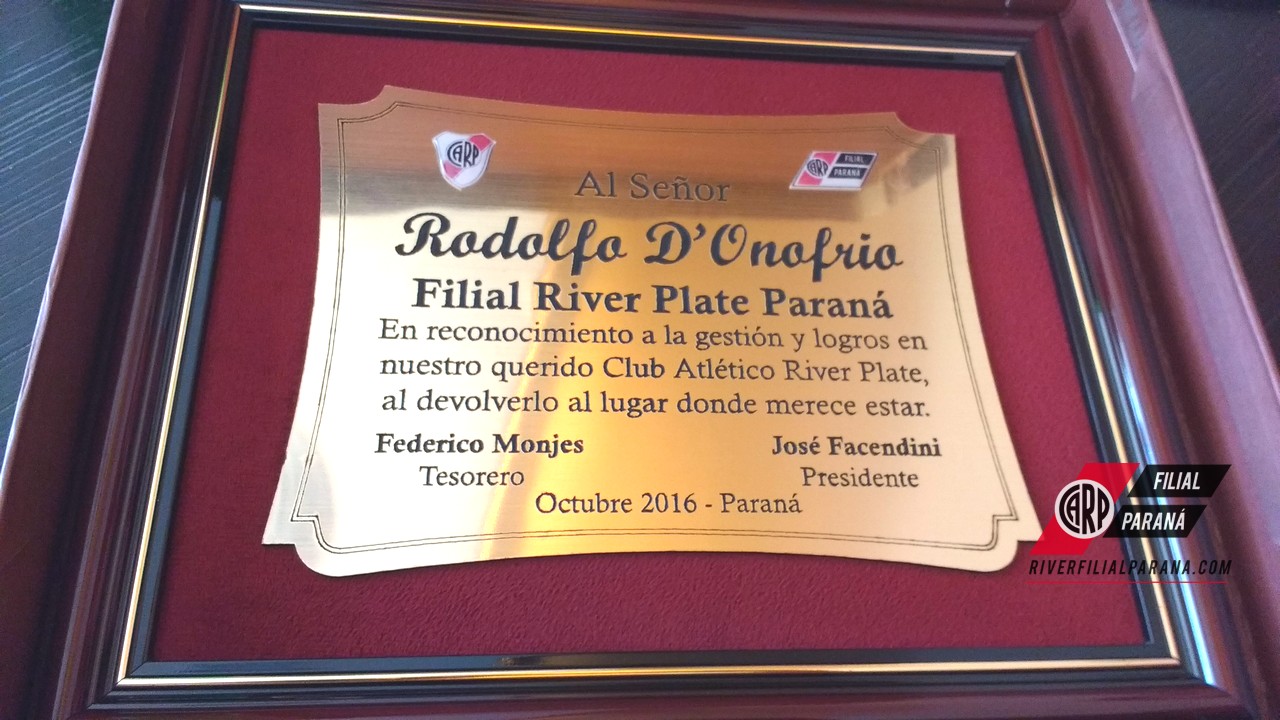 CARP
FILIAL
PARANÁ
Al Señor
Rodolfo D'Onofrio
Filial River Plate Paraná
En reconocimiento a la gestión y logros en
nuestro querido Club Atlético River Plate,
al devolverlo al lugar donde merece estar.
Federico Monjes
José Facendini
Tesorero
Presidente
Octubre 2016 - Paraná
CARP
FILIAL
PARANÁ
RIVERFILIALPARANA.COM